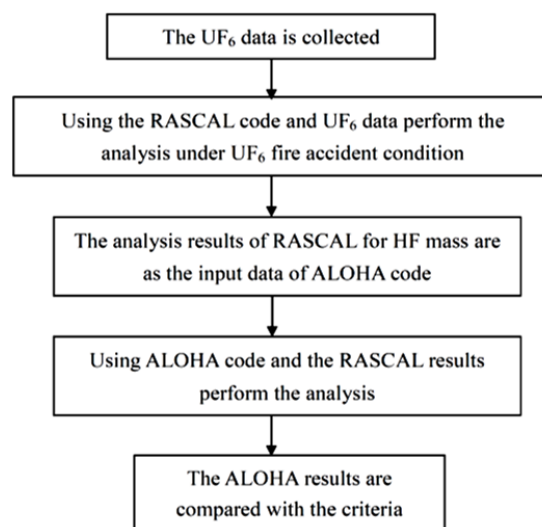 The UF₆ data is collected
Using the RASCAL code and UF₆ data perform the
analysis under UF₆ fire accident condition
The analysis results of RASCAL for HF mass are
as the input data of ALOHA code
Using ALOHA code and the RASCAL results
perform the analysis
The ALOHA results are
compared with the criteria